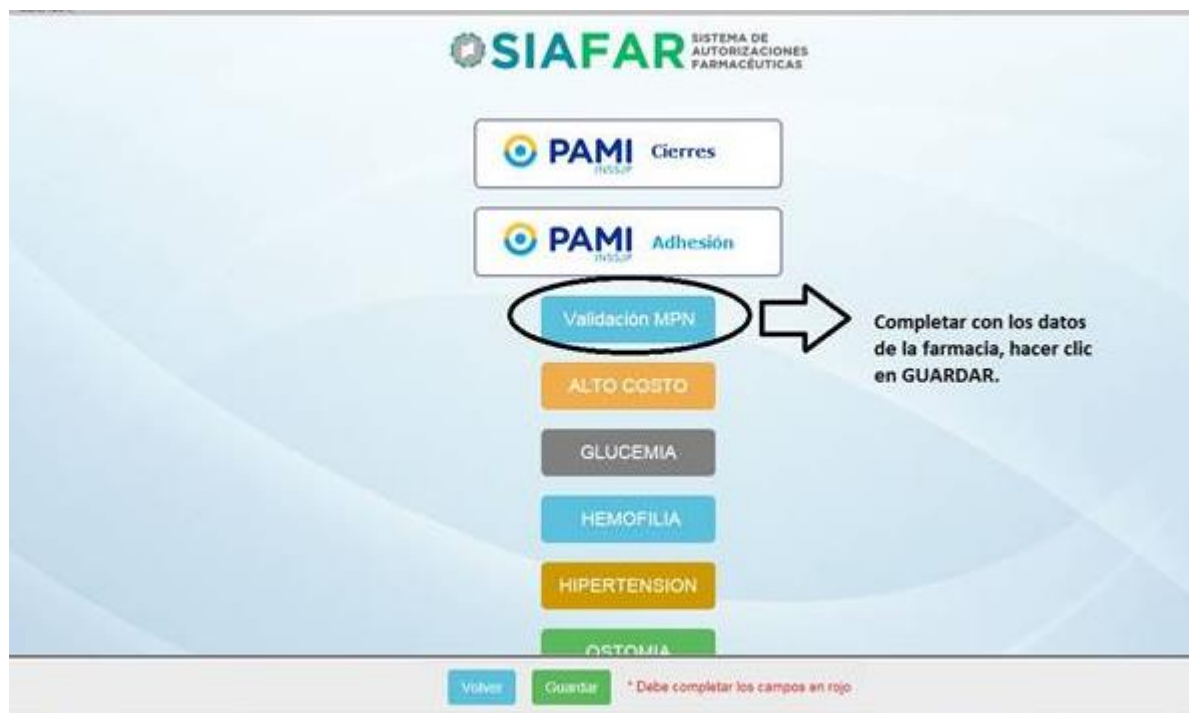 SIAFAR
SISTEMA DE
AUTORIZACIONES
FARMACÉUTICAS
PAMI Cierres
INSSJP
PAMI Adhesión
INSSJP
Validación MPN
Completar con los datos
de la farmacia, hacer clic
en GUARDAR.
ALTO COSTO
GLUCEMIA
HEMOFILIA
HIPERTENSION
OSTOMIA
Volver Guardar * Debe completar los campos en rojo